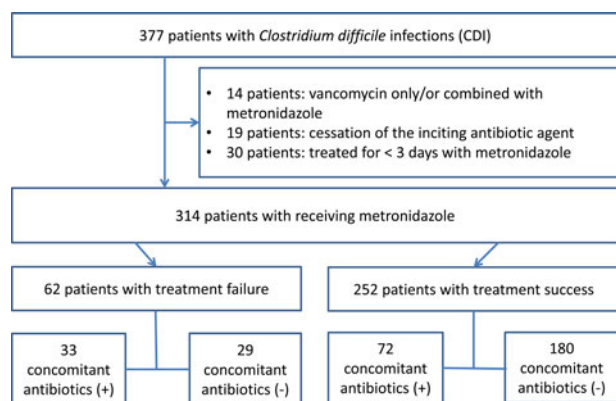 377 patients with Clostridium difficile infections (CDI)
• 14 patients: vancomycin only/or combined with
metronidazole
• 19 patients: cessation of the inciting antibiotic agent
• 30 patients: treated for < 3 days with metronidazole
314 patients with receiving metronidazole
62 patients with treatment failure
252 patients with treatment success
33
concomitant
antibiotics (+)
29
concomitant
antibiotics (-)
72
concomitant
antibiotics (+)
180
concomitant
antibiotics (-)